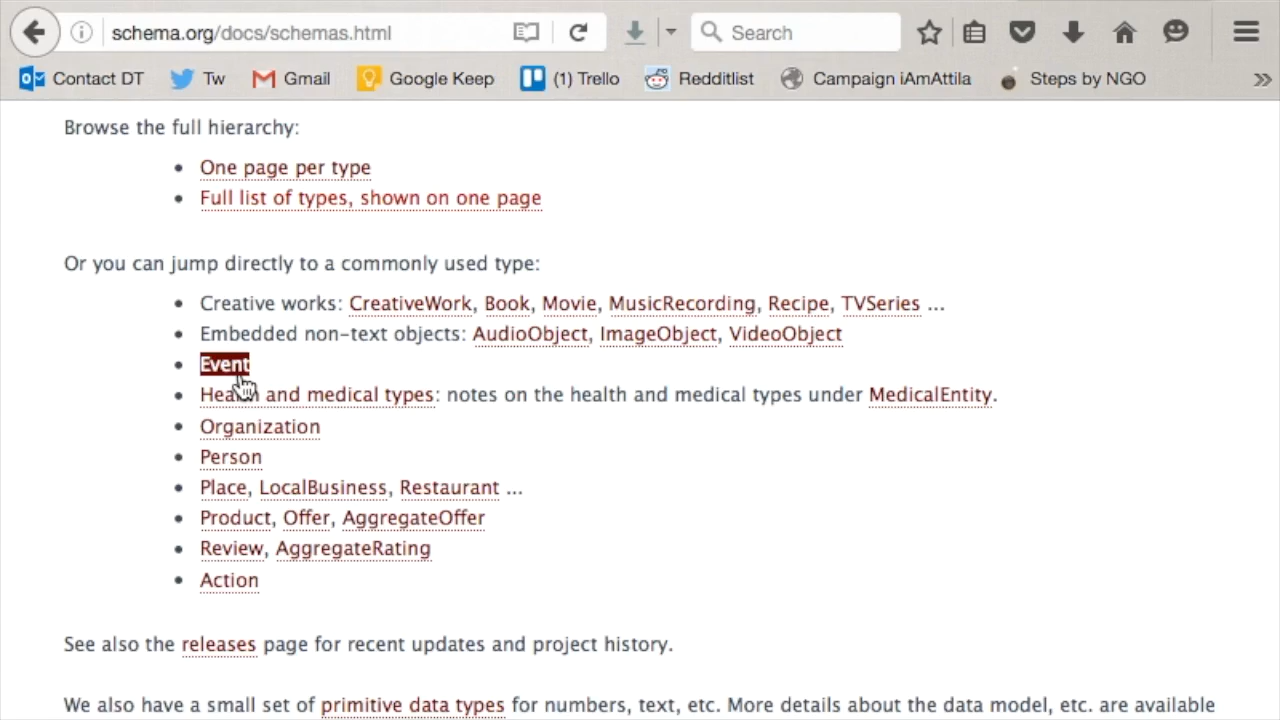 schema.org/docs/schemas.html
Search
Contact DT Tw Gmail Google Keep (1) Trello Redditlist Campaign iAmAttila Steps by NGO
Browse the full hierarchy:
• One page per type
• Full list of types, shown on one page
Or you can jump directly to a commonly used type:
• Creative works: CreativeWork, Book, Movie, MusicRecording, Recipe, TVSeries ...
• Embedded non-text objects: AudioObject, ImageObject, VideoObject
• Event
• Health and medical types: notes on the health and medical types under MedicalEntity.
• Organization
• Person
• Place, LocalBusiness, Restaurant ...
• Product, Offer, AggregateOffer
• Review, AggregateRating
• Action
See also the releases page for recent updates and project history.
We also have a small set of primitive data types for numbers, text, etc. More details about the data model, etc. are available